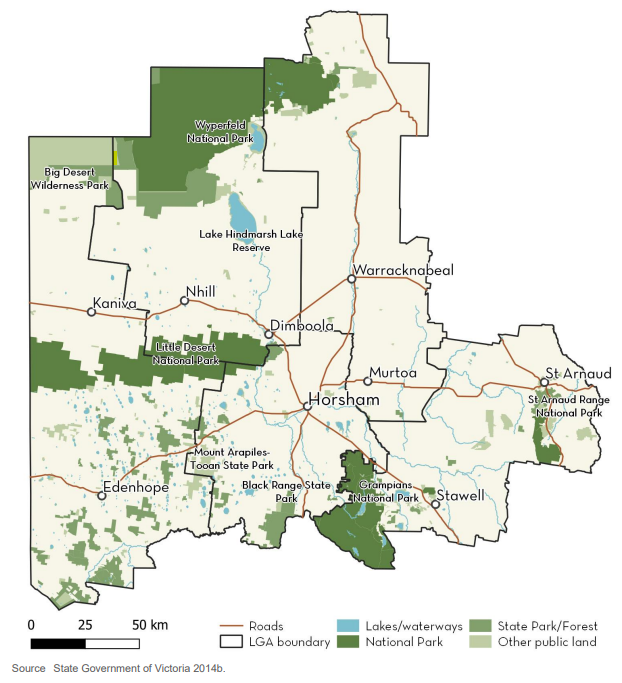 Wyperfeld
National Park
Big Desert
Wilderness Park
Lake Hindmarsh Lake
Reserve
Warracknabeal
Nhill
Kaniva
Dimboola
Little Desert
National Park
Murtoa
St Arnaud
Horsham
St Arnaud Range
National Park
Mount Arapiles-
Tooan State Park
Edenhope
Black Range State
Park
Grampians
National Park
Stawell
0 25 50 km
Roads
LGA boundary
Lakes/waterways
National Park
State Park/Forest
Other public land
Source State Government of Victoria 2014b.